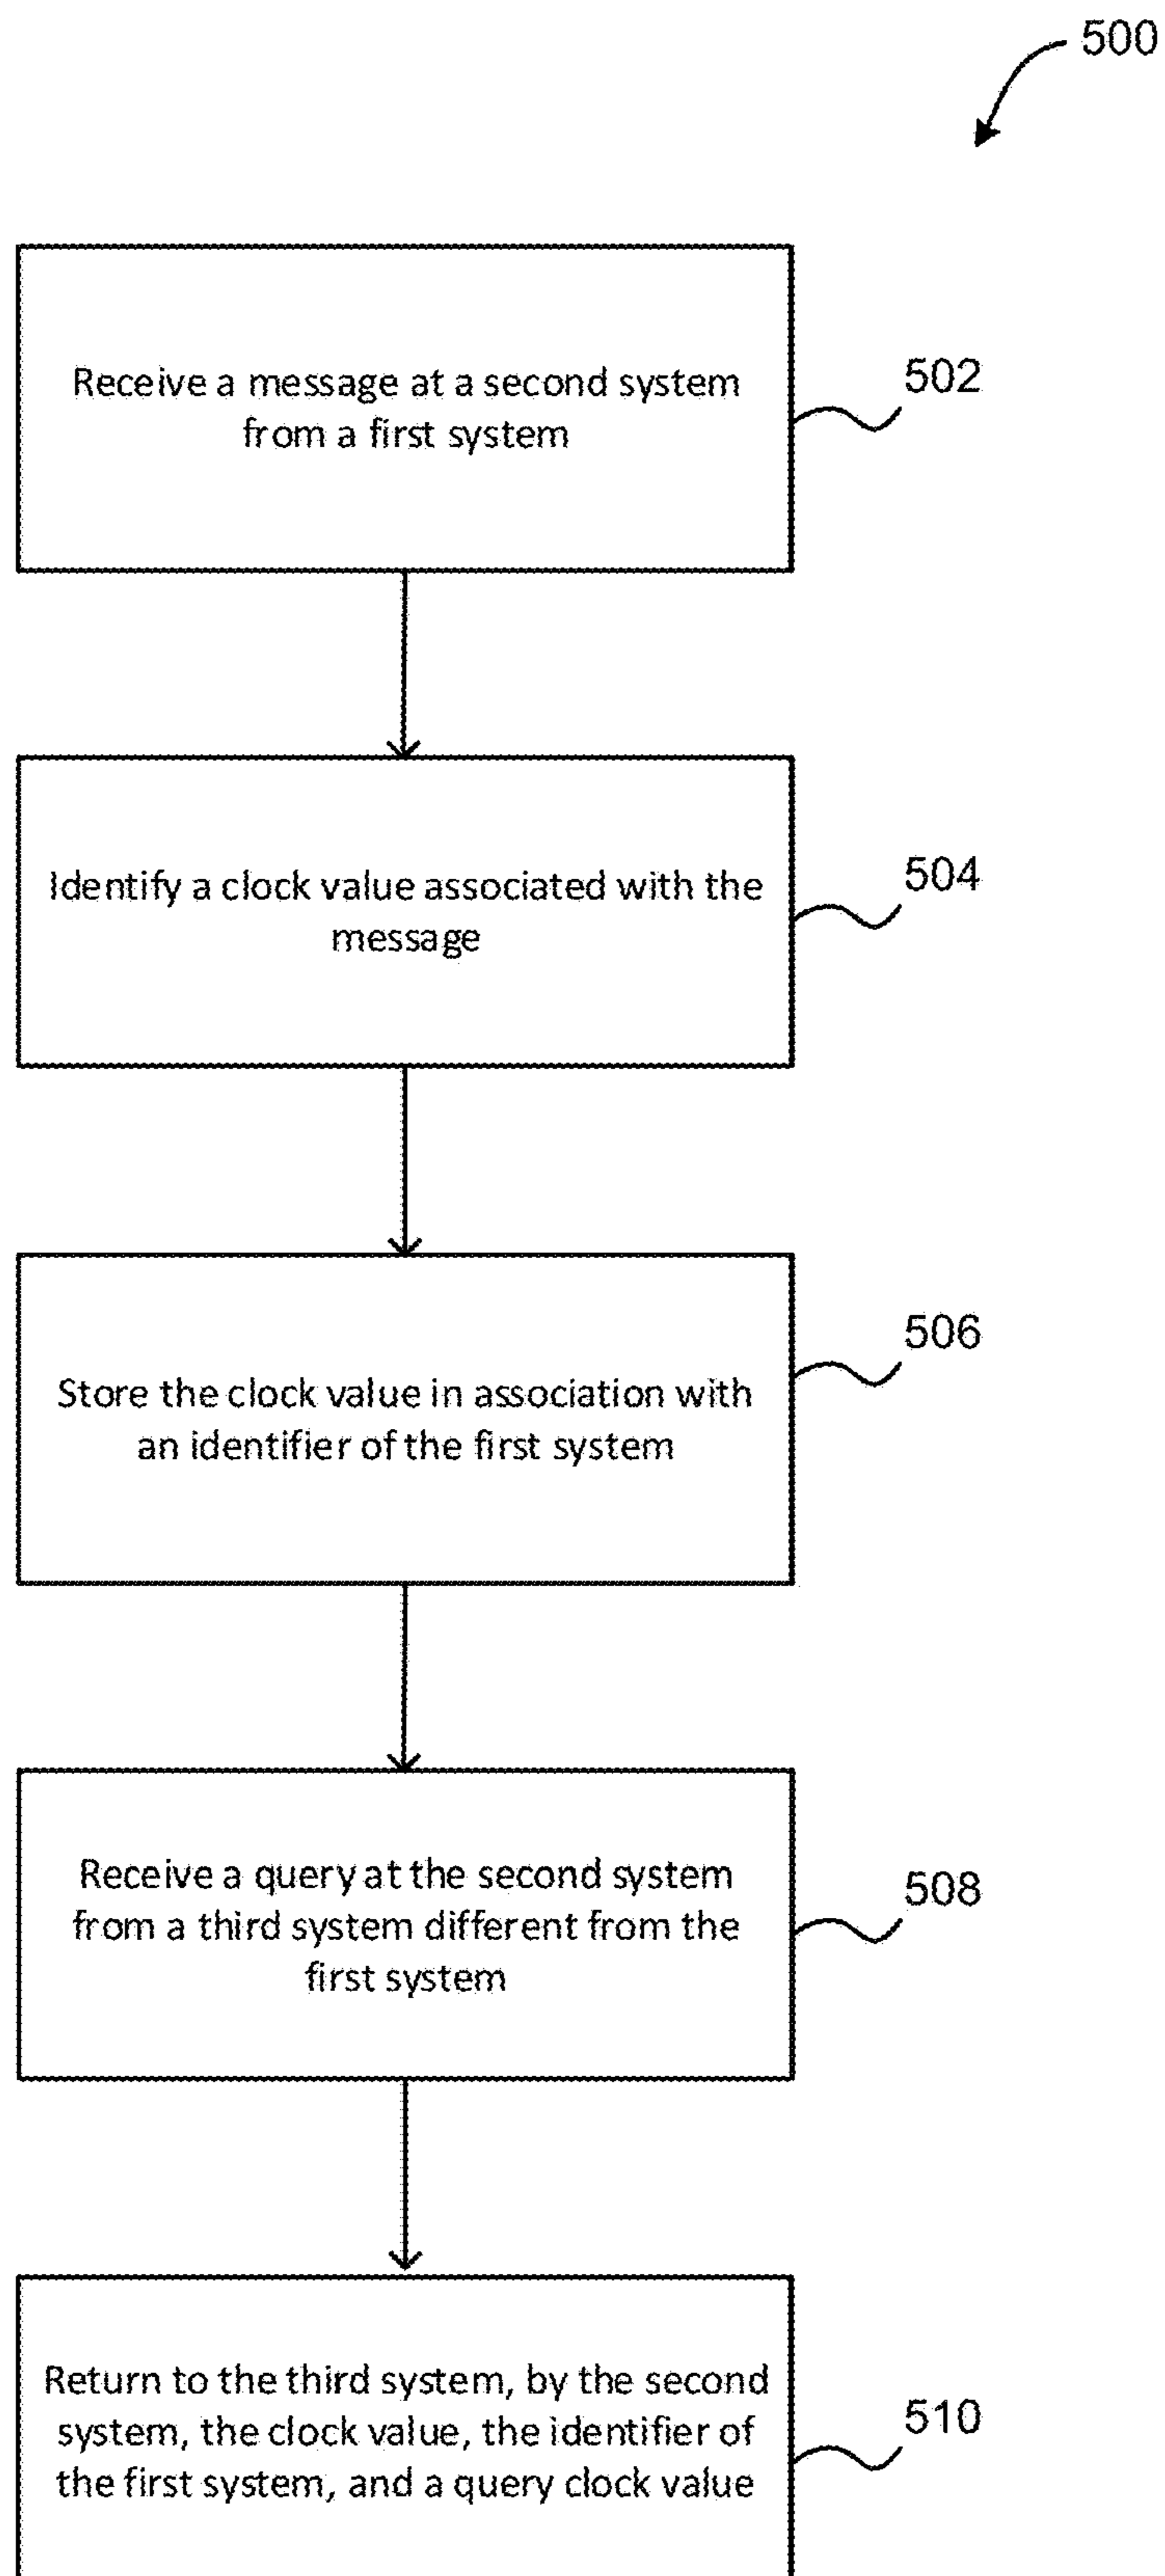 500
Receive a message at a second system
from a first system
502
Identify a clock value associated with the
message
504
Store the clock value in association with
an identifier of the first system
506
Receive a query at the second system
from a third system different from the
first system
508
Return to the third system, by the second
system, the clock value, the identifier of
the first system, and a query clock value
510